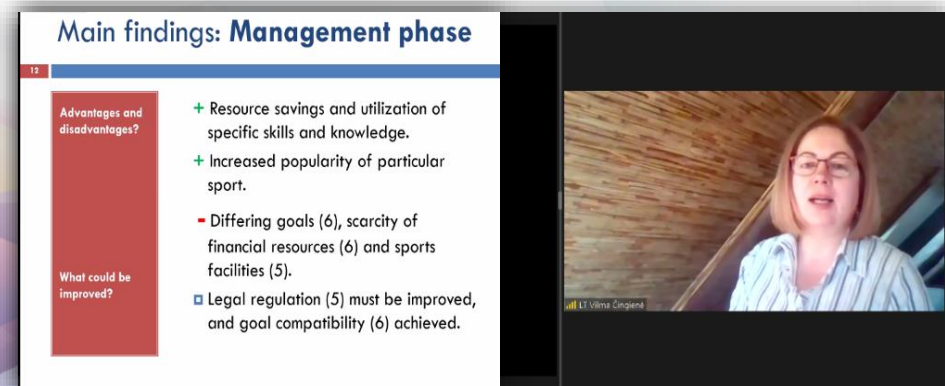 Main findings: Management phase
12
Advantages and
disadvantages?
+ Resource savings and utilization of
specific skills and knowledge.
+ Increased popularity of particular
sport.
- Differing goals (6), scarcity of
financial resources (6) and sports
facilities (5).
What could be
improved?
Legal regulation (5) must be improved,
and goal compatibility (6) achieved.
LT Vilma Čingienė